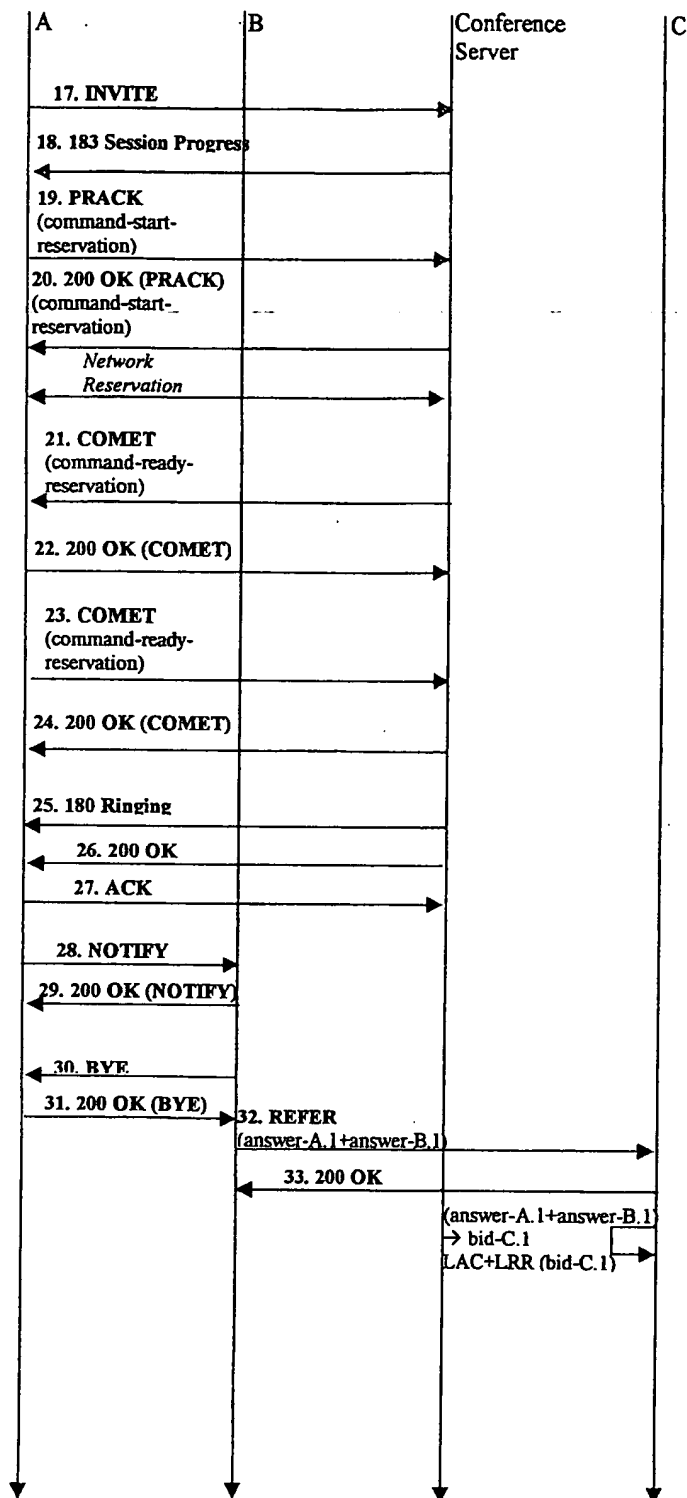 A
B
Conference
Server
C
17. INVITE
18. 183 Session Progress
19. PRACK
(command-start-
reservation)
20. 200 OK (PRACK)
(command-start-
reservation)
Network
Reservation
21. COMET
(command-ready-
reservation)
22. 200 OK (COMET)
23. COMET
(command-ready-
reservation)
24. 200 OK (COMET)
25. 180 Ringing
26. 200 OK
27. ACK
28. NOTIFY
29. 200 OK (NOTIFY)
30. BYE
31. 200 OK (BYE)
32. REFER
(answer-A.1+answer-B.1)
33. 200 OK
(answer-A.1+answer-B.1)
→ bid-C.1
LAC+LRR (bid-C.1)